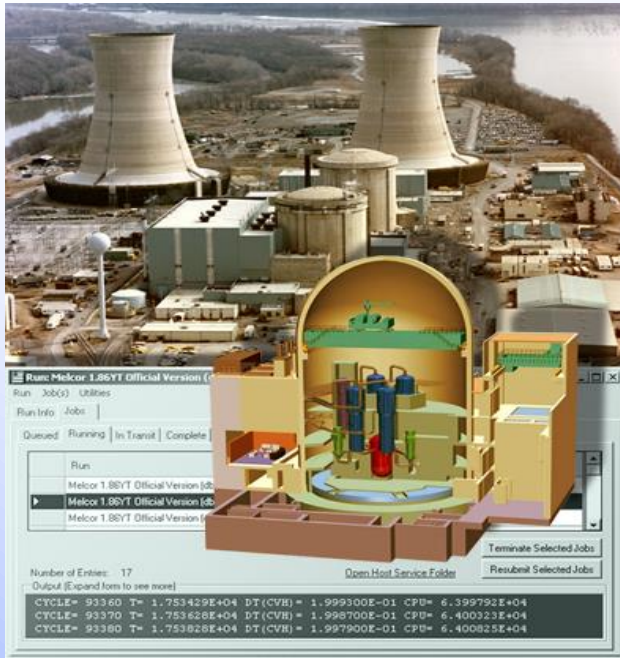 Run: Melcor 1.86YT Official Version (
Run Job(s) Utilities
Run Info Jobs
Queued Running In Transit Complete
Run
Melcor 1.86YT Official Version (db
Melcor 1.86YT Official Version (db
Melcor 1.86YT Official Version (
Terminate Selected Jobs
Number of Entries: 17 Open Host Service Folder Resubmit Selected Jobs
Output (Expand form to see more)
CYCLE= 93360 T= 1.753429E+04 DT(CVH)= 1.999300E-01 CPU= 6.399792E+04
CYCLE= 93370 T= 1.753628E+04 DT(CVH)= 1.998700E-01 CPU= 6.400323E+04
CYCLE= 93380 T= 1.753828E+04 DT(CVH)= 1.997900E-01 CPU= 6.400825E+04